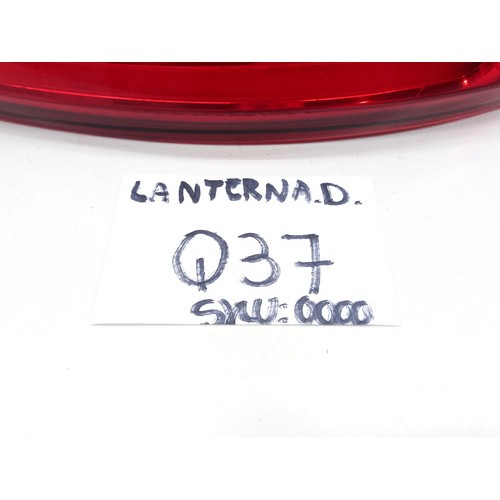 LANTERNA.D.
Q37
SKU:0000